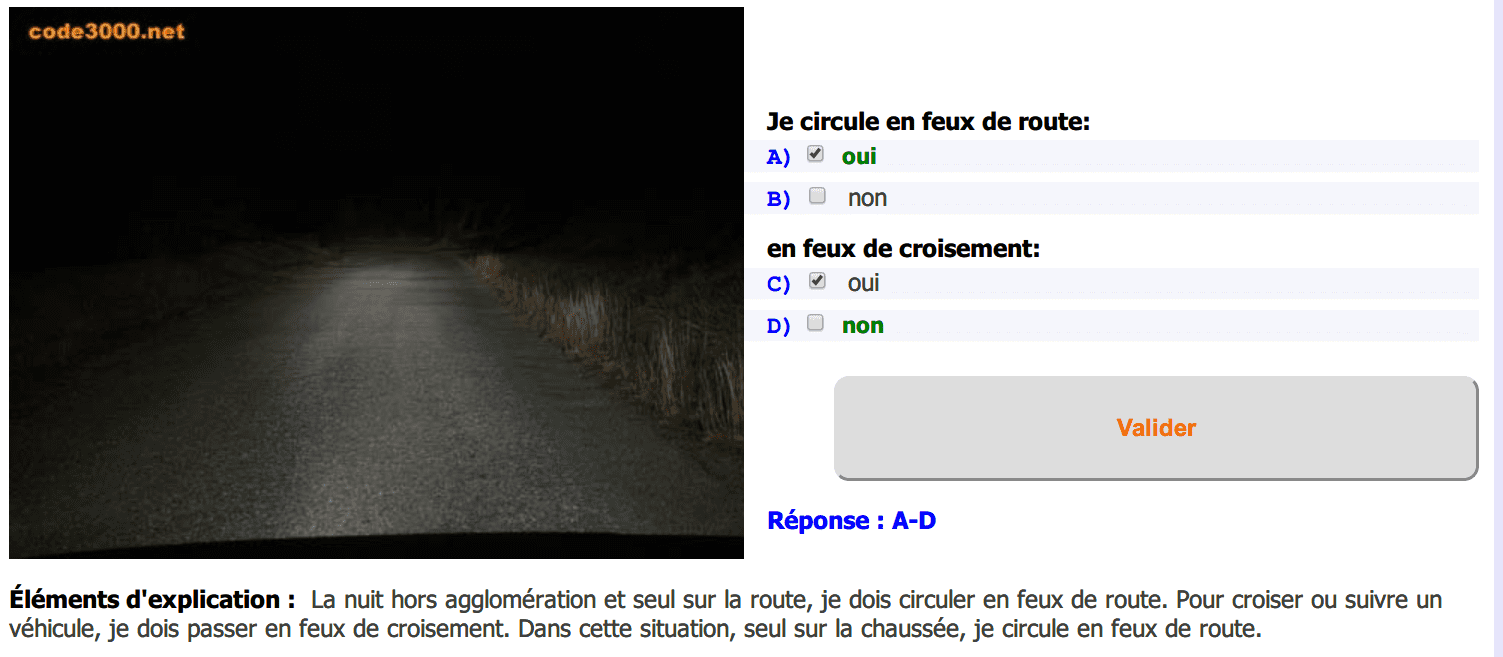 code3000.net
Je circule en feux de route:
A) oui
B) non
en feux de croisement:
C) oui
D) non
Valider
Réponse : A-D
Éléments d'explication : La nuit hors agglomération et seul sur la route, je dois circuler en feux de route. Pour croiser ou suivre un
véhicule, je dois passer en feux de croisement. Dans cette situation, seul sur la chaussée, je circule en feux de route.